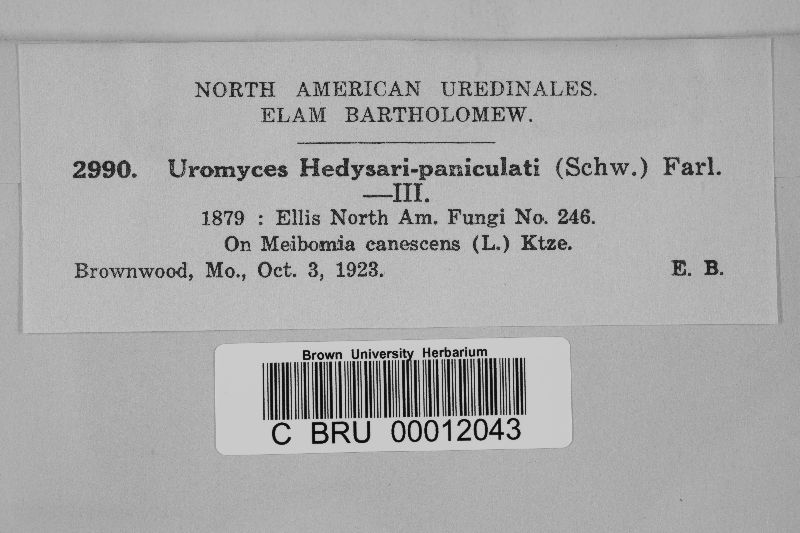 NORTH AMERICAN UREDINALES.
ELAM BARTHOLOMEW.
2990. Uromyces Hedysari-paniculati (Schw.) Farl.
—III.
1879 : Ellis North Am. Fungi No. 246.
On Meibomia canescens (L.) Ktze.
Brownwood, Mo., Oct. 3, 1923. E. B.
Brown University Herbarium
C BRU 00012043